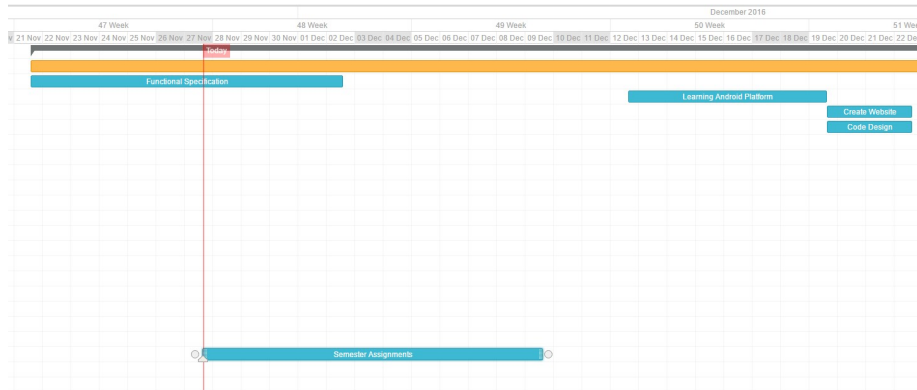 December 2016
47 Week 48 Week 49 Week 50 Week 51 Wee
21 Nov 22 Nov 23 Nov 24 Nov 25 Nov 26 Nov 27 Nov 28 Nov 29 Nov 30 Nov 01 Dec 02 Dec 03 Dec 04 Dec 05 Dec 06 Dec 07 Dec 08 Dec 09 Dec 10 Dec 11 Dec 12 Dec 13 Dec 14 Dec 15 Dec 16 Dec 17 Dec 18 Dec 19 Dec 20 Dec 21 Dec 22 De
Today
Functional Specification
Learning Android Platform
Create Website
Code Design
Semester Assignments